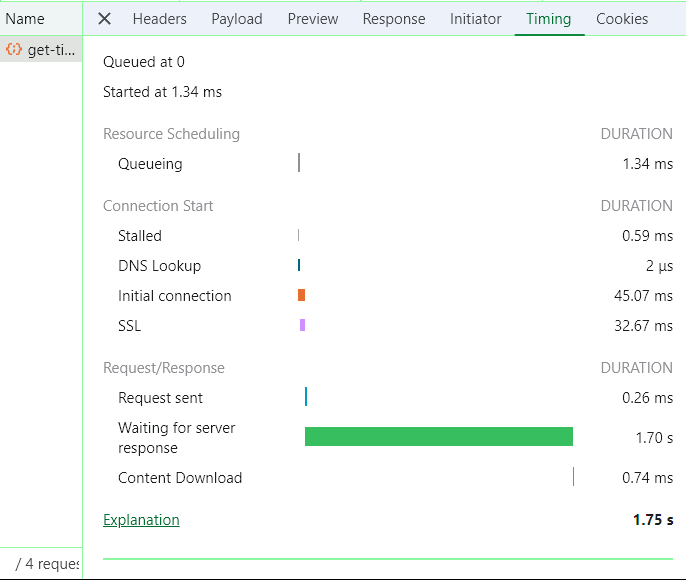 Name
Headers Payload Preview Response Initiator Timing Cookies
get-ti...
Queued at 0
Started at 1.34 ms
Resource Scheduling DURATION
Queueing 1.34 ms
Connection Start DURATION
Stalled 0.59 ms
DNS Lookup 2 μs
Initial connection 45.07 ms
SSL 32.67 ms
Request/Response DURATION
Request sent 0.26 ms
Waiting for server
response 1.70 s
Content Download 0.74 ms
Explanation 1.75 s
/ 4 reques